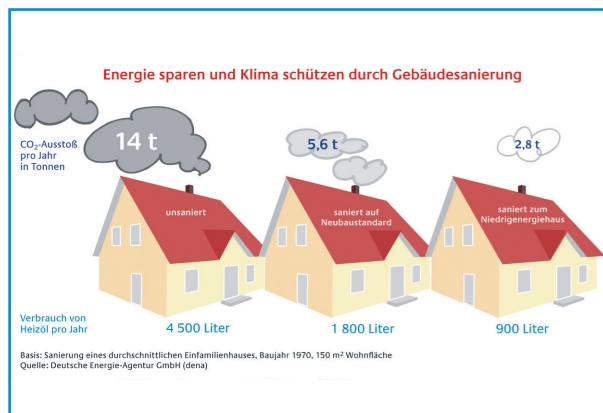 Energie sparen und Klima schützen durch Gebäudesanierung
CO₂-Ausstoß
pro Jahr
in Tonnen
14 t
5,6 t
2,8 t
unsaniert
saniert auf
Neubaustandard
saniert zum
Niedrigenergiehaus
Verbrauch von
Heizöl pro Jahr
4 500 Liter
1 800 Liter
900 Liter
Basis: Sanierung eines durchschnittlichen Einfamilienhauses, Baujahr 1970, 150 m² Wohnfläche
Quelle: Deutsche Energie-Agentur GmbH (dena)